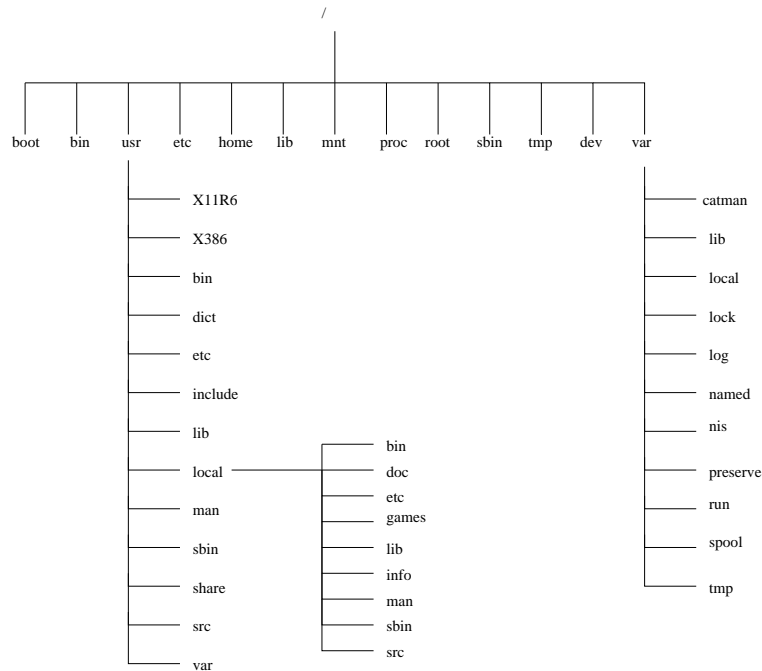 /
boot bin usr etc home lib mnt proc root sbin tmp dev var
X11R6
X386
bin
dict
etc
include
lib
local
man
sbin
share
src
var
bin
doc
etc
games
lib
info
man
sbin
src
catman
lib
local
lock
log
named
nis
preserve
run
spool
tmp